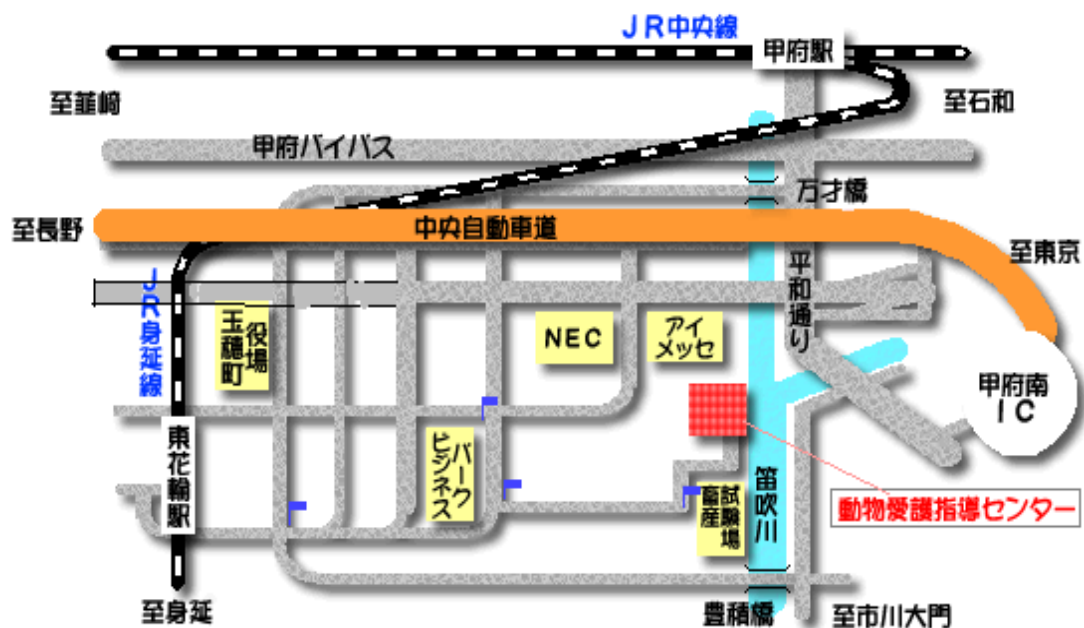 JR中央線
甲府駅
至韮崎
至石和
甲府バイパス
万才橋
至長野
中央自動車道
至東京
平和通り
JR身延線
玉穂町
役場
NEC
アイ
メッセ
甲府南
IC
東花輪駅
ビジネス
パーク
畜産
試験場
笛吹川
動物愛護指導センター
至身延
豊積橋
至市川大門